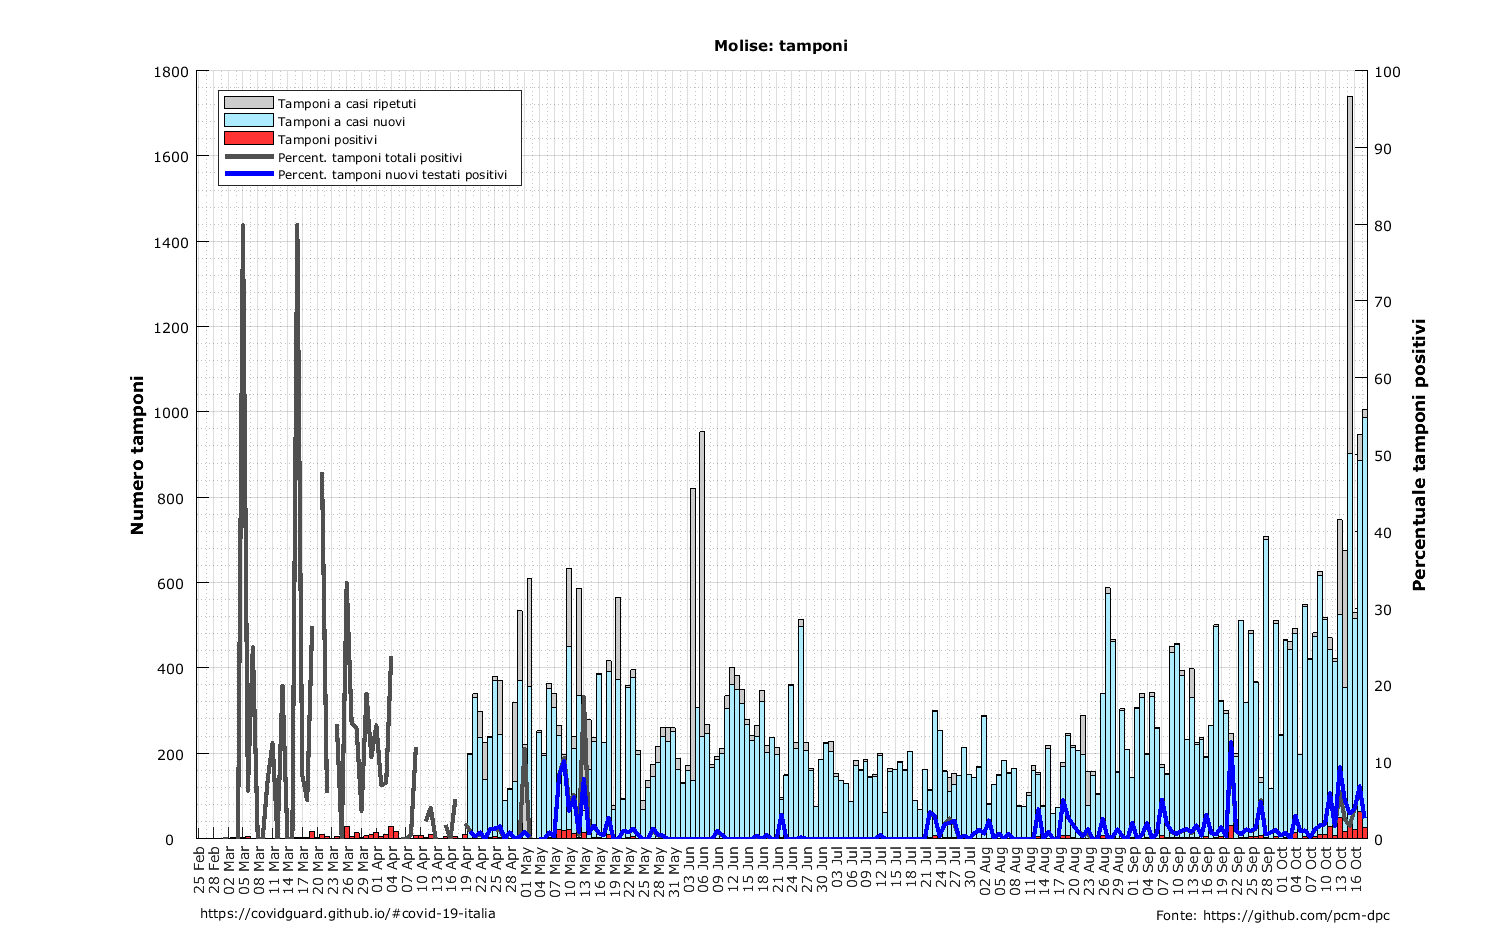 Molise: tamponi
1800
1600
1400
1200
1000
800
600
400
200
0
Numero tamponi
Tamponi a casi ripetuti
Tamponi a casi nuovi
Tamponi positivi
Percent. tamponi totali positivi
Percent. tamponi nuovi testati positivi
100
90
80
70
60
50
40
30
20
10
0
Percentuale tamponi positivi
25 Feb
28 Feb
02 Mar
05 Mar
08 Mar
11 Mar
14 Mar
17 Mar
20 Mar
23 Mar
26 Mar
29 Mar
01 Apr
04 Apr
07 Apr
10 Apr
13 Apr
16 Apr
19 Apr
22 Apr
25 Apr
28 Apr
01 May
04 May
07 May
10 May
13 May
16 May
19 May
22 May
25 May
28 May
31 May
03 Jun
06 Jun
09 Jun
12 Jun
15 Jun
18 Jun
21 Jun
24 Jun
27 Jun
30 Jun
03 Jul
06 Jul
09 Jul
12 Jul
15 Jul
18 Jul
21 Jul
24 Jul
27 Jul
30 Jul
02 Aug
05 Aug
08 Aug
11 Aug
14 Aug
17 Aug
20 Aug
23 Aug
26 Aug
29 Aug
01 Sep
04 Sep
07 Sep
10 Sep
13 Sep
16 Sep
19 Sep
22 Sep
25 Sep
28 Sep
01 Oct
04 Oct
07 Oct
10 Oct
13 Oct
16 Oct
https://covidguard.github.io/#covid-19-italia
Fonte: https://github.com/pcm-dpc